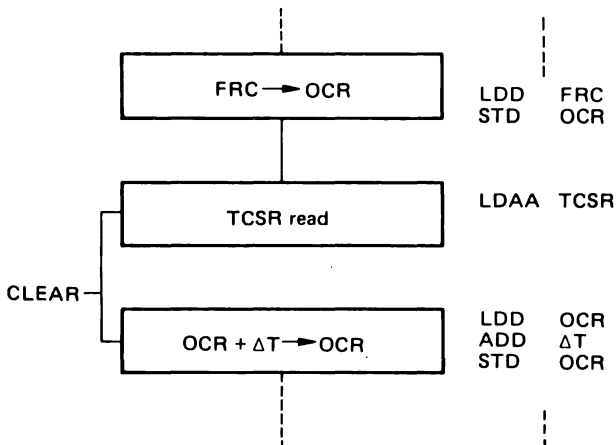 FRC → OCR
LDD FRC
STD OCR
TCSR read
LDAA TCSR
CLEAR
OCR + ΔT → OCR
LDD OCR
ADD ΔT
STD OCR